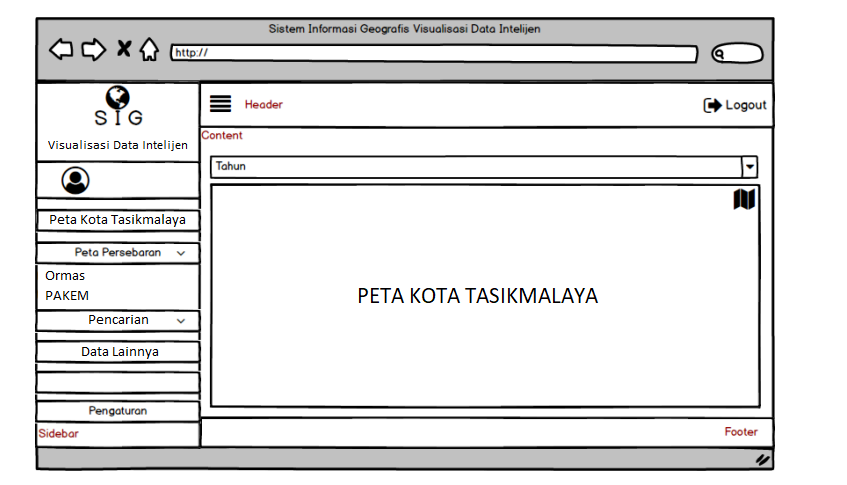 Sistem Informasi Geografis Visualisasi Data Intelijen
http://
SIG
Visualisasi Data Intelijen
Header
Logout
Content
Tahun
Peta Kota Tasikmalaya
Peta Persebaran
Ormas
PAKEM
Pencarian
Data Lainnya
Pengaturan
Sidebar
PETA KOTA TASIKMALAYA
Footer